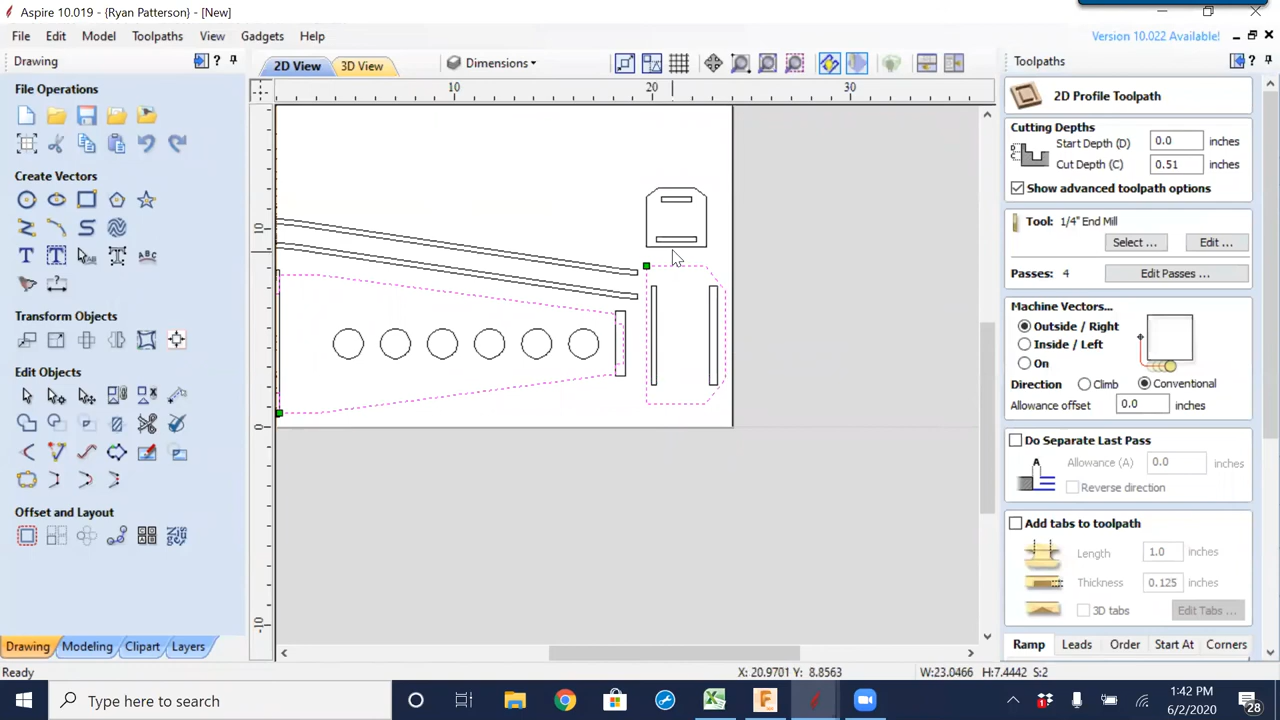 Aspire 10.019 - {Ryan Patterson} - [New]
File Edit Model Toolpaths View Gadgets Help
Version 10.022 Available!
Drawing
File Operations
Create Vectors
Transform Objects
Edit Objects
Offset and Layout
Drawing Modeling Clipart Layers
2D View 3D View Dimensions
10 20 30
10
0
-10
Toolpaths
2D Profile Toolpath
Cutting Depths
Start Depth (D) 0.0 inches
Cut Depth (C) 0.51 inches
Show advanced toolpath options
Tool: 1/4" End Mill
Select ... Edit ...
Passes: 4 Edit Passes ...
Machine Vectors...
Outside / Right
Inside / Left
On
Direction Climb Conventional
Allowance offset 0.0 inches
Do Separate Last Pass
Allowance (A) 0.0 inches
Reverse direction
Add tabs to toolpath
Length 1.0 inches
Thickness 0.125 inches
3D tabs Edit Tabs ...
Ramp Leads Order Start At Corners
Ready X: 20.9701 Y: 8.8563 W:23.0466 H:7.4442 S:2
Type here to search
1:42 PM
6/2/2020
28